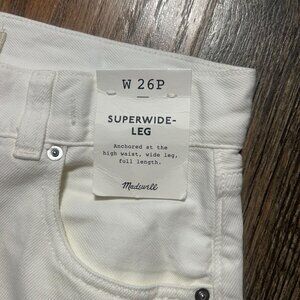 W 26P
SUPERWIDE-
LEG
Anchored at the
high waist, wide leg,
full length.
Madewell